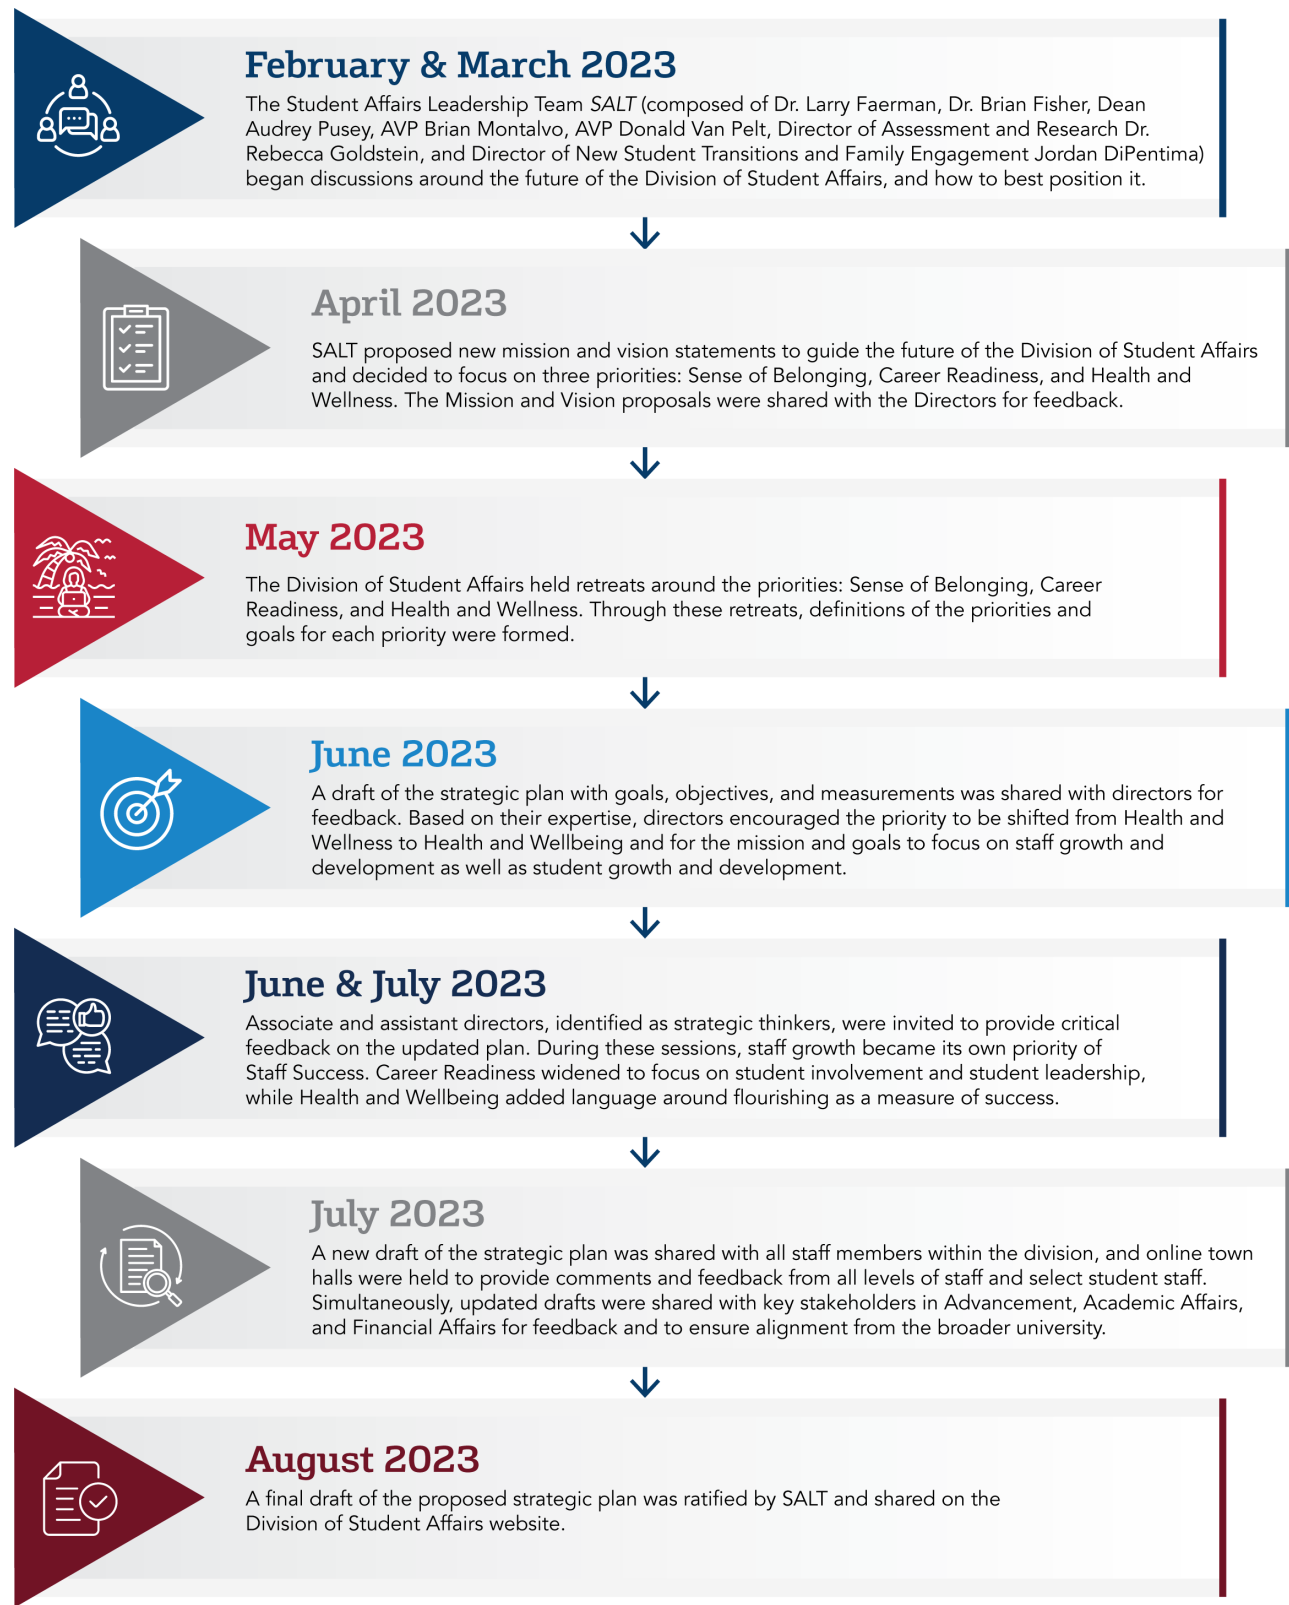 February & March 2023
The Student Affairs Leadership Team SALT (composed of Dr. Larry Faerman, Dr. Brian Fisher, Dean
Audrey Pusey, AVP Brian Montalvo, AVP Donald Van Pelt, Director of Assessment and Research Dr.
Rebecca Goldstein, and Director of New Student Transitions and Family Engagement Jordan DiPentima)
began discussions around the future of the Division of Student Affairs, and how to best position it.
April 2023
SALT proposed new mission and vision statements to guide the future of the Division of Student Affairs
and decided to focus on three priorities: Sense of Belonging, Career Readiness, and Health and
Wellness. The Mission and Vision proposals were shared with the Directors for feedback.
May 2023
The Division of Student Affairs held retreats around the priorities: Sense of Belonging, Career
Readiness, and Health and Wellness. Through these retreats, definitions of the priorities and
goals for each priority were formed.
June 2023
A draft of the strategic plan with goals, objectives, and measurements was shared with directors for
feedback. Based on their expertise, directors encouraged the priority to be shifted from Health and
Wellness to Health and Wellbeing and for the mission and goals to focus on staff growth and
development as well as student growth and development.
June & July 2023
Associate and assistant directors, identified as strategic thinkers, were invited to provide critical
feedback on the updated plan. During these sessions, staff growth became its own priority of
Staff Success. Career Readiness widened to focus on student involvement and student leadership,
while Health and Wellbeing added language around flourishing as a measure of success.
July 2023
A new draft of the strategic plan was shared with all staff members within the division, and online town
halls were held to provide comments and feedback from all levels of staff and select student staff.
Simultaneously, updated drafts were shared with key stakeholders in Advancement, Academic Affairs,
and Financial Affairs for feedback and to ensure alignment from the broader university.
August 2023
A final draft of the proposed strategic plan was ratified by SALT and shared on the
Division of Student Affairs website.